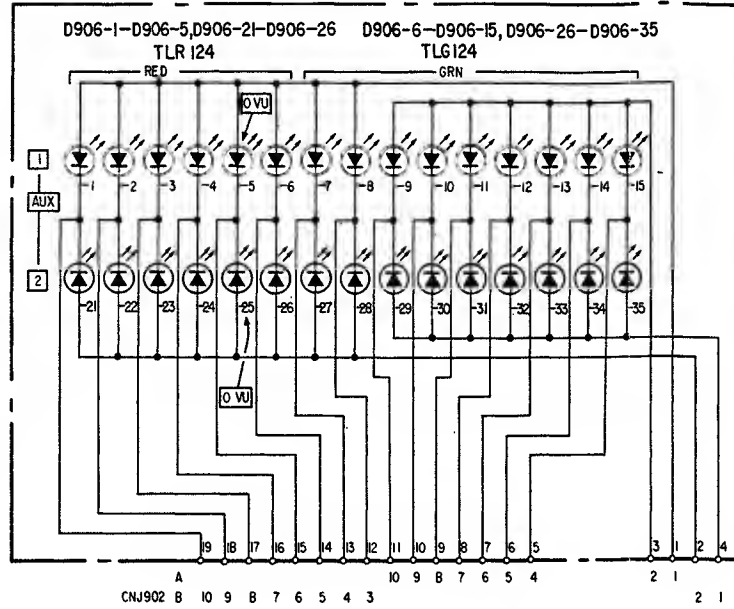 D906-1-D906-5,D906-21-D906-26 D906-6-D906-15, D906-26-D906-35
TLR 124 TLG124
RED GRN
0 VU
1
-1 -2 -3 -4 -5 -6 -7 -8 -9 -10 -11 -12 -13 -14 -15
AUX
2
-21 -22 -23 -24 -25 -26 -27 -28 -29 -30 -31 -32 -33 -34 -35
0 VU
19 18 17 16 15 14 13 12 11 10 9 8 7 6 5 3 1 2 4
A 10 9 8 7 6 5 4 2 1
CNJ902 B 10 9 8 7 6 5 4 3 2 1